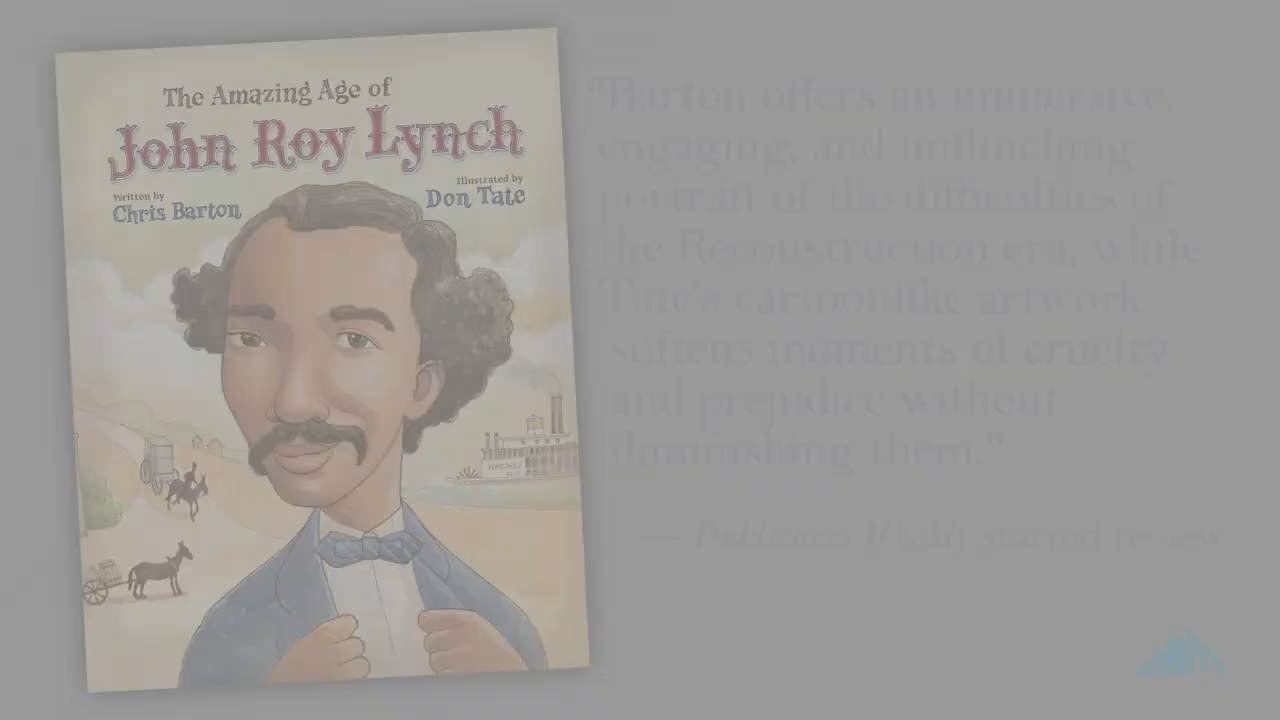 The Amazing Age of
John Roy Lynch
Written by
Chris Barton
Illustrated by
Don Tate
"Barton offers an immersive,
engaging, and unflinching
portrait of the difficulties of
the Reconstruction era, while
Tate's cartoonlike artwork
softens moments of cruelty
and prejudice without
diminishing them."
— Publishers Weekly starred review